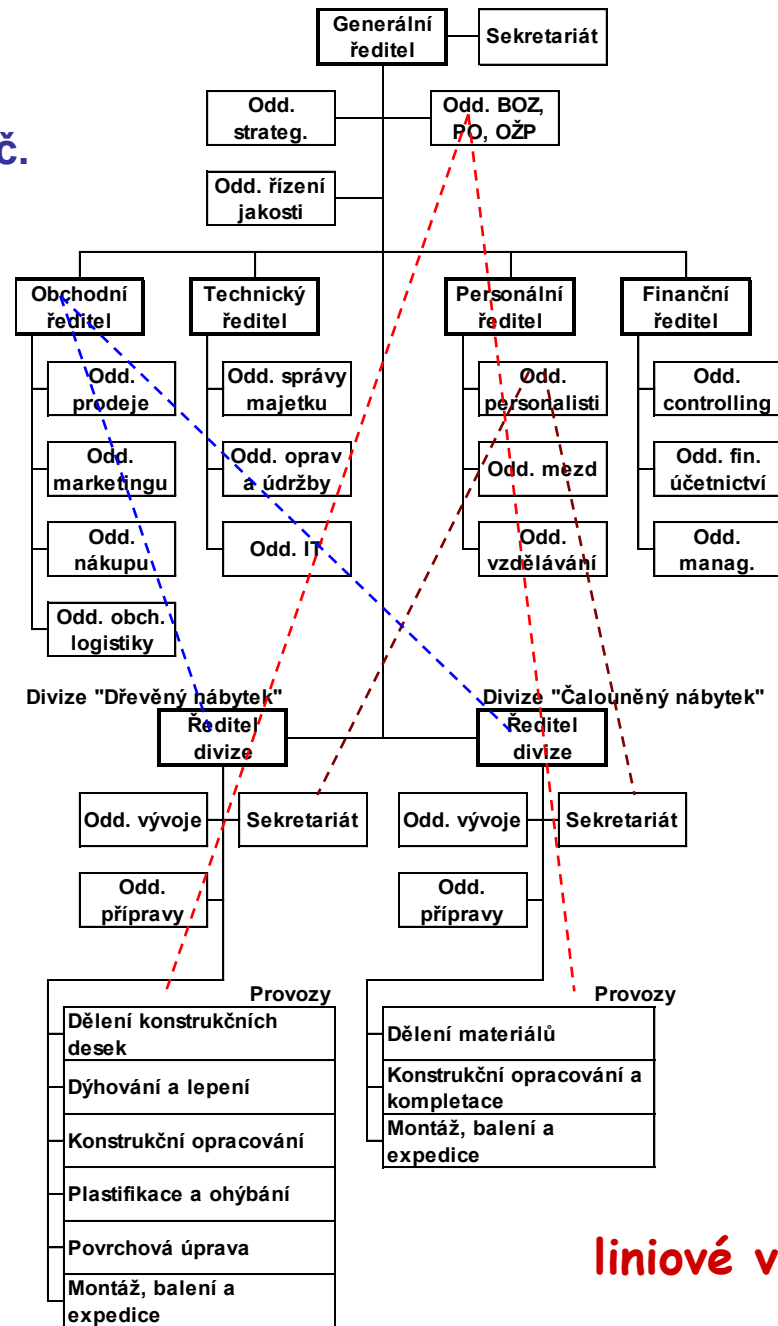 Generální
ředitel
Sekretariát
Odd.
strateg.
Odd. BOZ,
PO, OŽP
č.
Odd. řízení
jakosti
Obchodní
ředitel
Technický
ředitel
Personální
ředitel
Finanční
ředitel
Odd.
prodeje
Odd. správy
majetku
Odd.
personalisti
Odd.
controlling
Odd.
marketingu
Odd. oprav
a údržby
Odd. mezd
Odd. fin.
účetnictví
Odd.
nákupu
Odd. IT
Odd.
vzdělávání
Odd.
manag.
Odd. obch.
logistiky
Divize "Dřevěný nábytek"
Divize "Čalouněný nábytek"
Ředitel
divize
Ředitel
divize
Odd. vývoje
Sekretariát
Odd. vývoje
Sekretariát
Odd.
přípravy
Odd.
přípravy
Provozy
Dělení konstrukčních
desek
Dýhování a lepení
Konstrukční opracování
Plastifikace a ohýbání
Povrchová úprava
Montáž, balení a
expedice
Provozy
Dělení materiálů
Konstrukční opracování a
kompletace
Montáž, balení a
expedice
liniové v